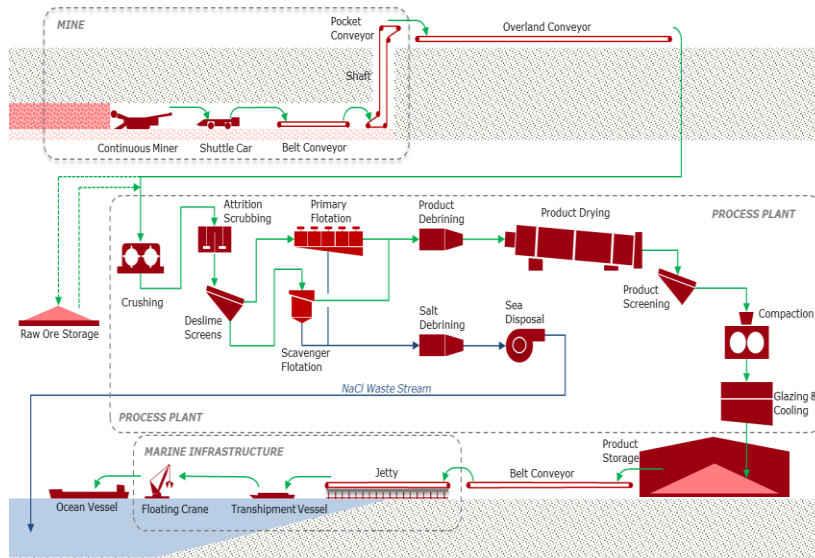 MINE
Pocket
Conveyor
Overland Conveyor
Shaft
Continuous Miner
Shuttle Car
Belt Conveyor
Attrition
Scrubbing
Primary
Flotation
Product
Debrining
Product Drying
PROCESS PLANT
Crushing
Deslime
Screens
Product
Screening
Compaction
Raw Ore Storage
Scavenger
Flotation
Salt
Debrining
Sea
Disposal
NaCl Waste Stream
Glazing &
Cooling
PROCESS PLANT
MARINE INFRASTRUCTURE
Product
Storage
Jetty
Belt Conveyor
Ocean Vessel
Floating Crane
Transhipment Vessel